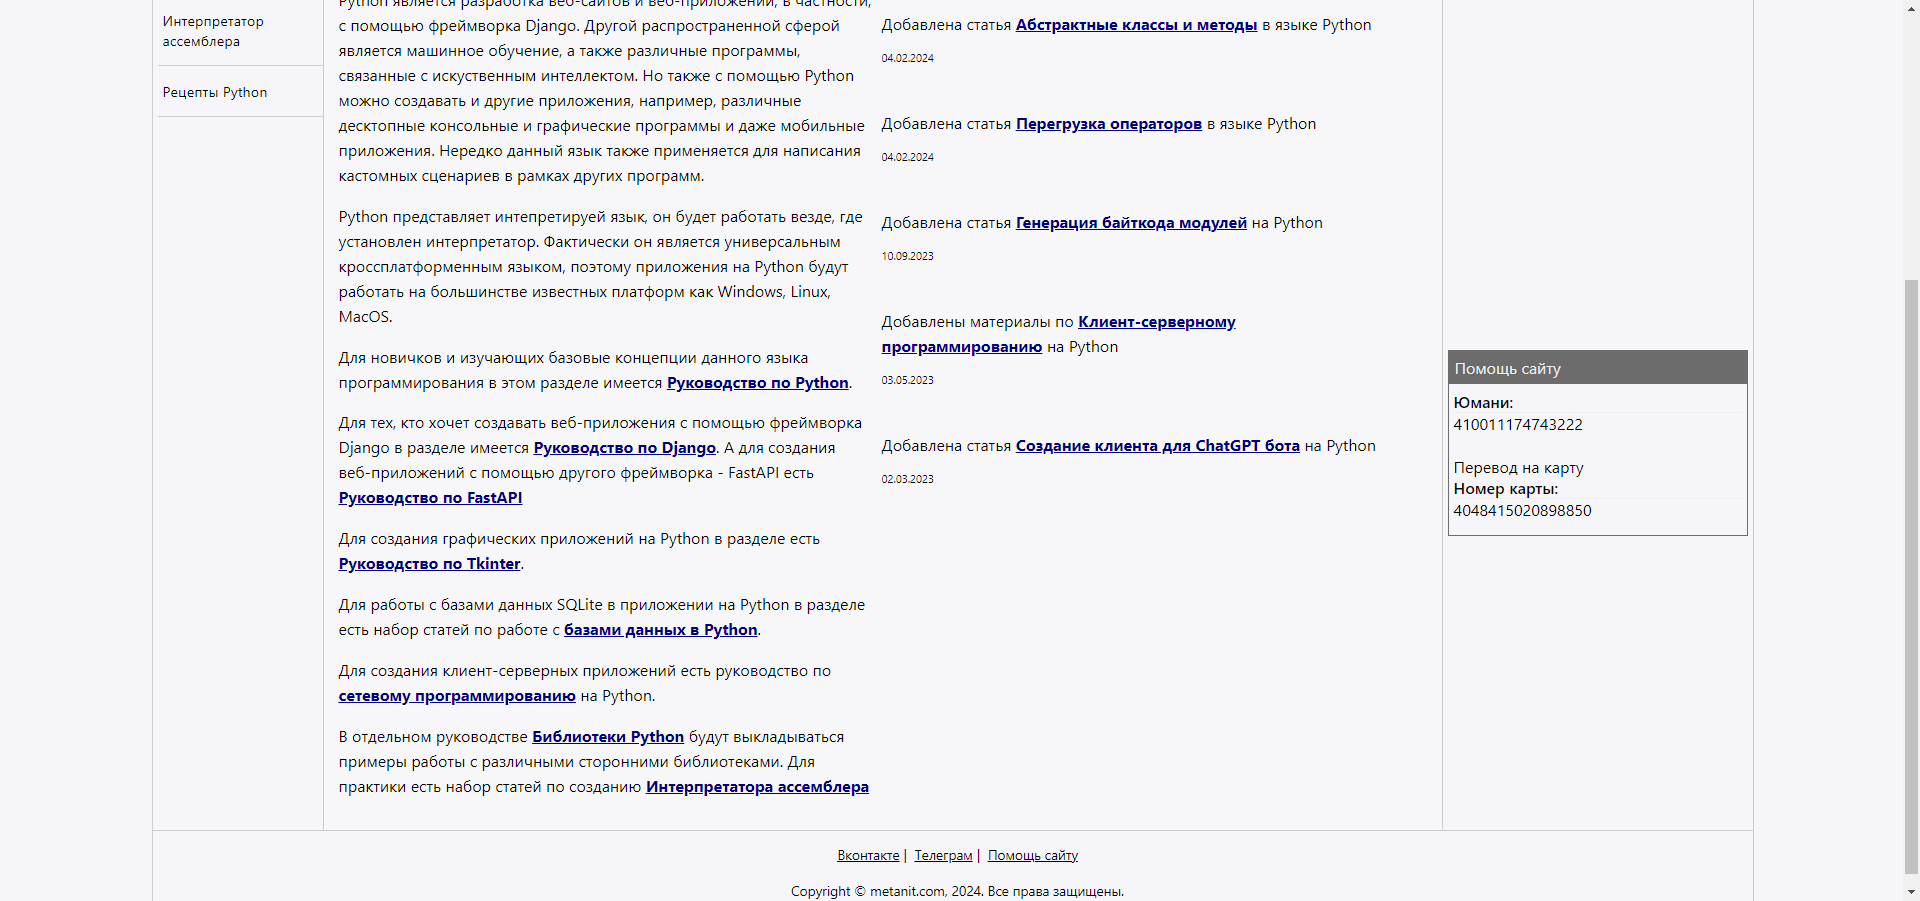 Интерпретатор
ассемблера
Рецепты Python
Python является разработка веб-сайтов и веб-приложений, в частности,
с помощью фреймворка Django. Другой распространенной сферой
является машинное обучение, а также различные программы,
связанные с искуственным интеллектом. Но также с помощью Python
можно создавать и другие приложения, например, различные
десктопные консольные и графические программы и даже мобильные
приложения. Нередко данный язык также применяется для написания
кастомных сценариев в рамках других программ.
Python представляет интепретируей язык, он будет работать везде, где
установлен интерпретатор. Фактически он является универсальным
кроссплатформенным языком, поэтому приложения на Python будут
работать на большинстве известных платформ как Windows, Linux,
MacOS.
Для новичков и изучающих базовые концепции данного языка
программирования в этом разделе имеется Руководство по Python.
Для тех, кто хочет создавать веб-приложения с помощью фреймворка
Django в разделе имеется Руководство по Django. А для создания
веб-приложений с помощью другого фреймворка - FastAPI есть
Руководство по FastAPI
Для создания графических приложений на Python в разделе есть
Руководство по Tkinter.
Для работы с базами данных SQLite в приложении на Python в разделе
есть набор статей по работе с базами данных в Python.
Для создания клиент-серверных приложений есть руководство по
сетевому программированию на Python.
В отдельном руководстве Библиотеки Python будут выкладываться
примеры работы с различными сторонними библиотеками. Для
практики есть набор статей по созданию Интерпретатора ассемблера
Добавлена статья Абстрактные классы и методы в языке Python
04.02.2024
Добавлена статья Перегрузка операторов в языке Python
04.02.2024
Добавлена статья Генерация байткода модулей на Python
10.09.2023
Добавлены материалы по Клиент-серверному
программированию на Python
03.05.2023
Добавлена статья Создание клиента для ChatGPT бота на Python
02.03.2023
Помощь сайту
Юмани:
410011174743222
Перевод на карту
Номер карты:
4048415020898850
Вконтакте | Телеграм | Помощь сайту
Copyright © metanit.com, 2024. Все права защищены.